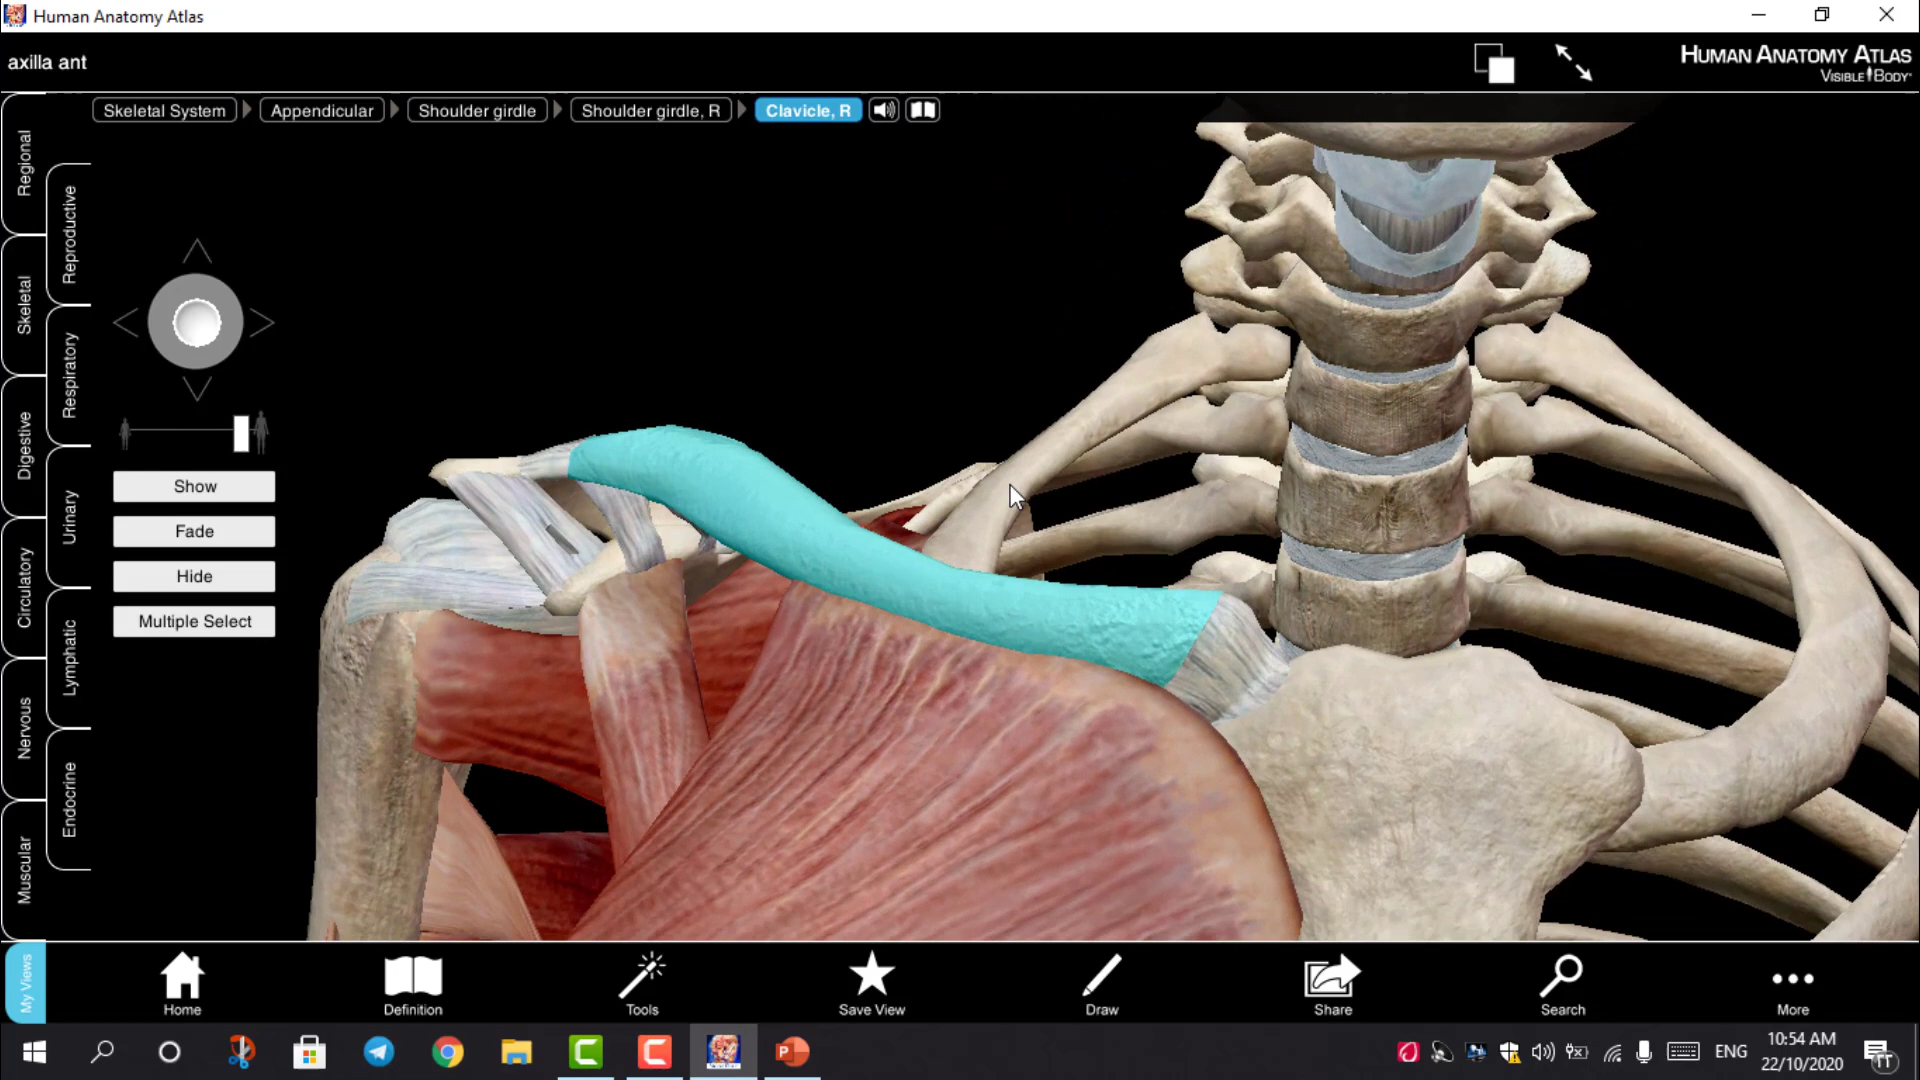 Human Anatomy Atlas
axilla ant
HUMAN ANATOMY ATLAS
VISIBLE BODY
Skeletal System
Appendicular
Shoulder girdle
Shoulder girdle, R
Clavicle, R
Regional
Skeletal
Digestive
Circulatory
Nervous
Muscular
Reproductive
Respiratory
Urinary
Lymphatic
Endocrine
Show
Fade
Hide
Multiple Select
My Views
Home
Definition
Tools
Save View
Draw
Share
Search
More
ENG
10:54 AM
22/10/2020